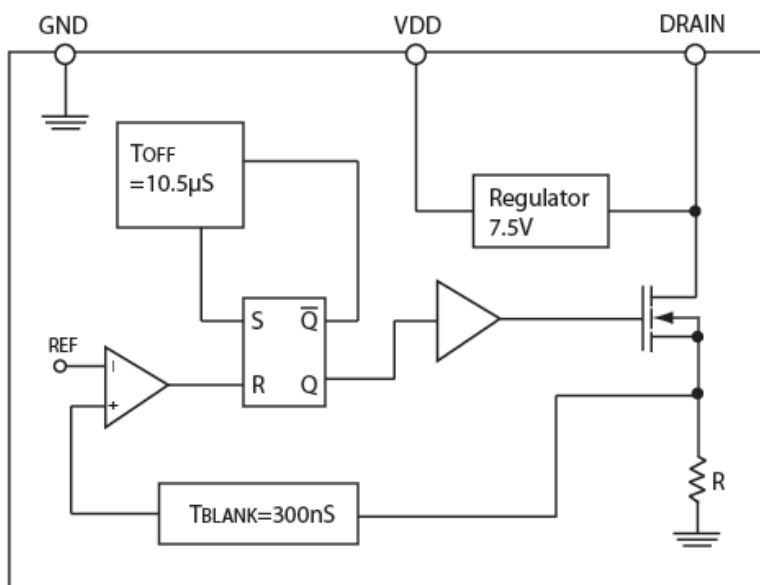 GND
VDD
DRAIN
TOFF
=10.5µS
Regulator
7.5V
S
Q̅
REF
R
Q
+
R
TBLANK=300nS